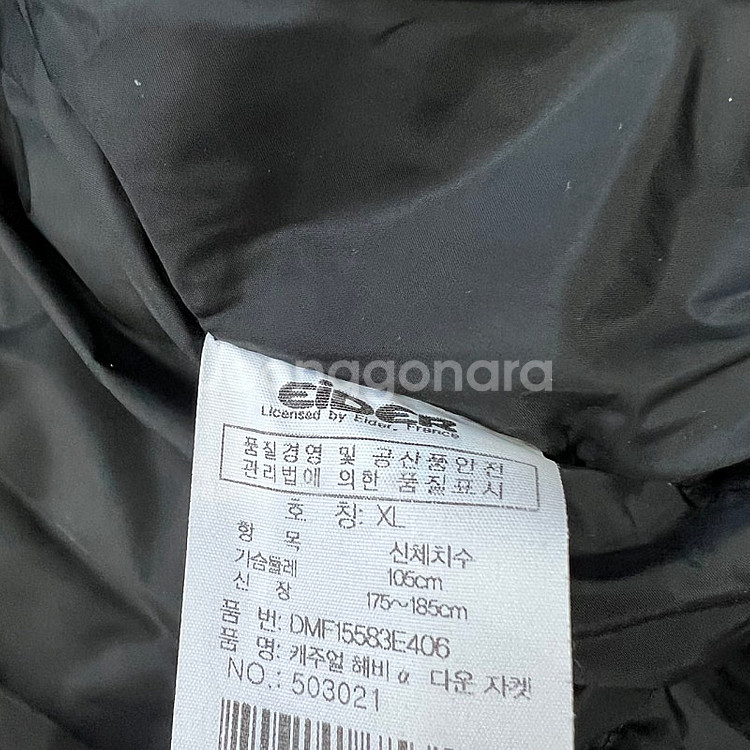 nggonara
EiDER
Licensed by Eider, France
품질경영 및 공산품안전
관리법에 의한 품질표시
호 칭: XL
항 목 신체치수
가슴둘레 105cm
신 장 175~185cm
품 번: DMF15583E406
품 명: 캐주얼 헤비 α 다운 자켓
NO.: 503021